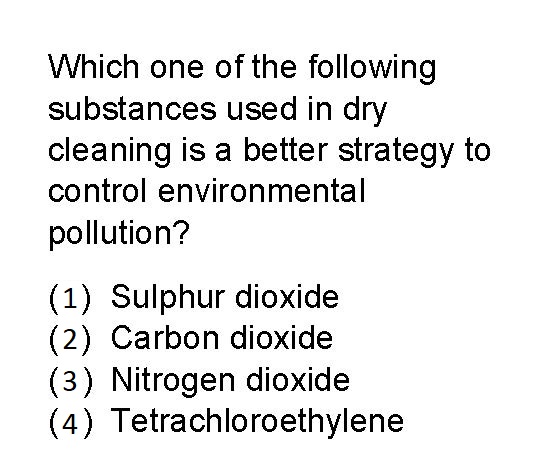 Which one of the following
substances used in dry
cleaning is a better strategy to
control environmental
pollution?
(1) Sulphur dioxide
(2) Carbon dioxide
(3) Nitrogen dioxide
(4) Tetrachloroethylene